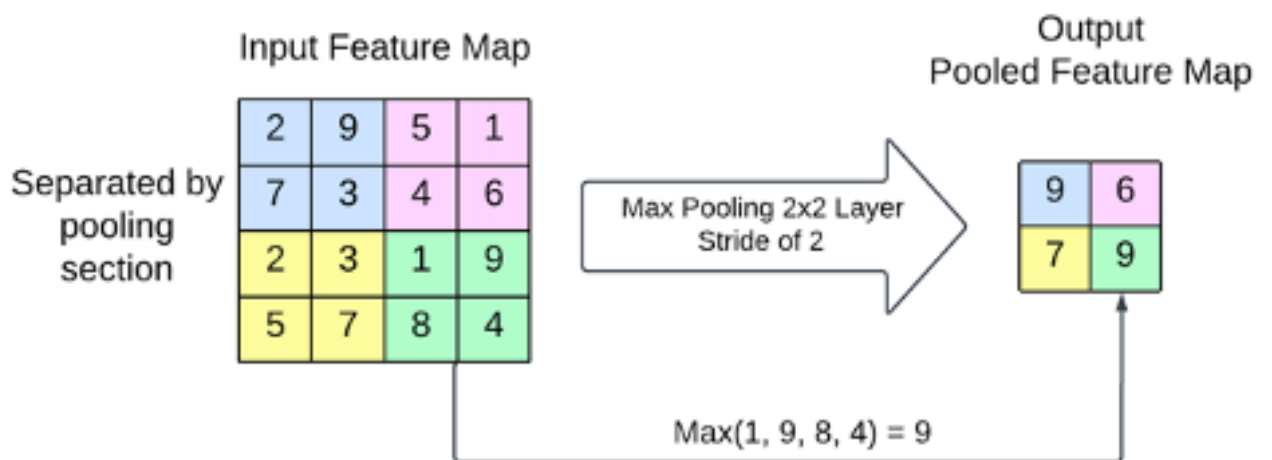 Input Feature Map
Output
Pooled Feature Map
Separated by
pooling
section
2 9 5 1
7 3 4 6
2 3 1 9
5 7 8 4
Max Pooling 2x2 Layer
Stride of 2
9 6
7 9
Max(1, 9, 8, 4) = 9